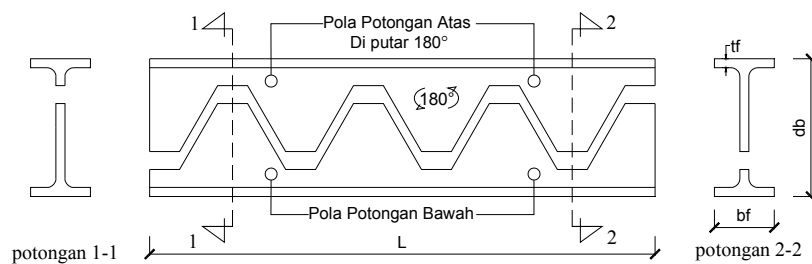 1
Pola Potongan Atas
Di putar 180°
2
tf
180°
db
Pola Potongan Bawah
1
2
bf
L
potongan 1-1
potongan 2-2